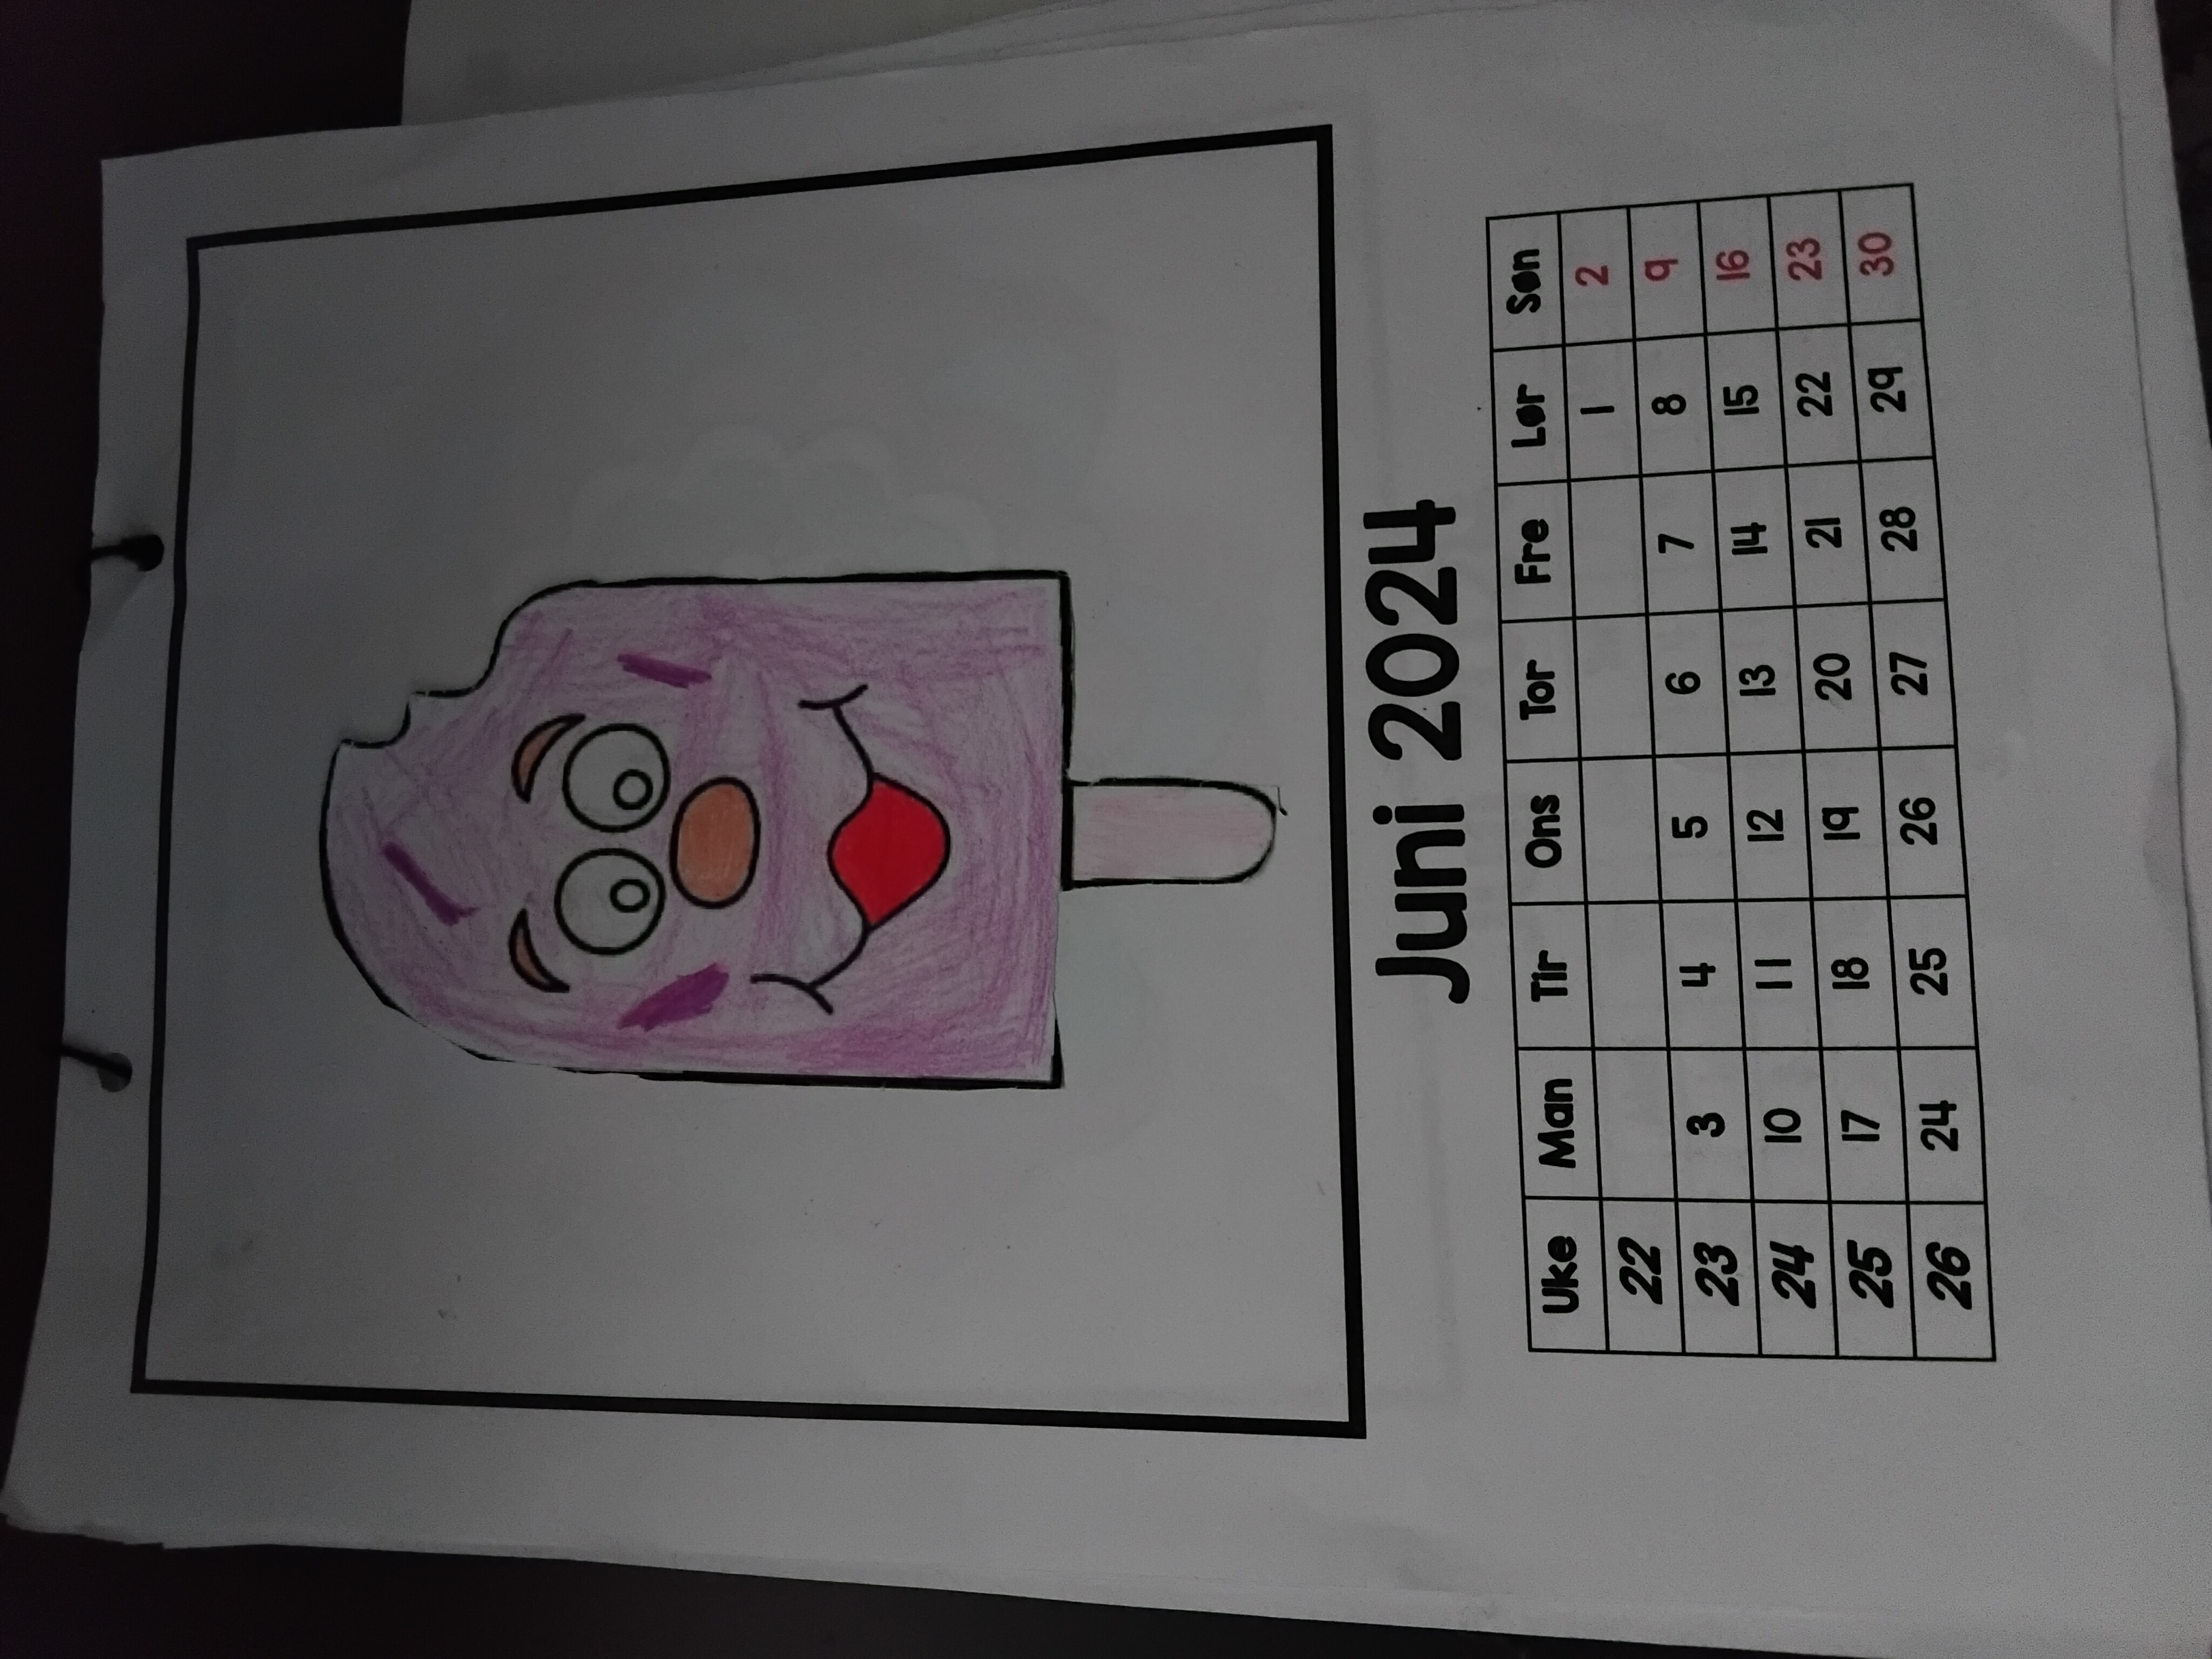 Juni 2024
Uke Man Tir Ons Tor Fre Lør Søn
22 1 2
23 3 4 5 6 7 8 9
24 10 11 12 13 14 15 16
25 17 18 19 20 21 22 23
26 24 25 26 27 28 29 30